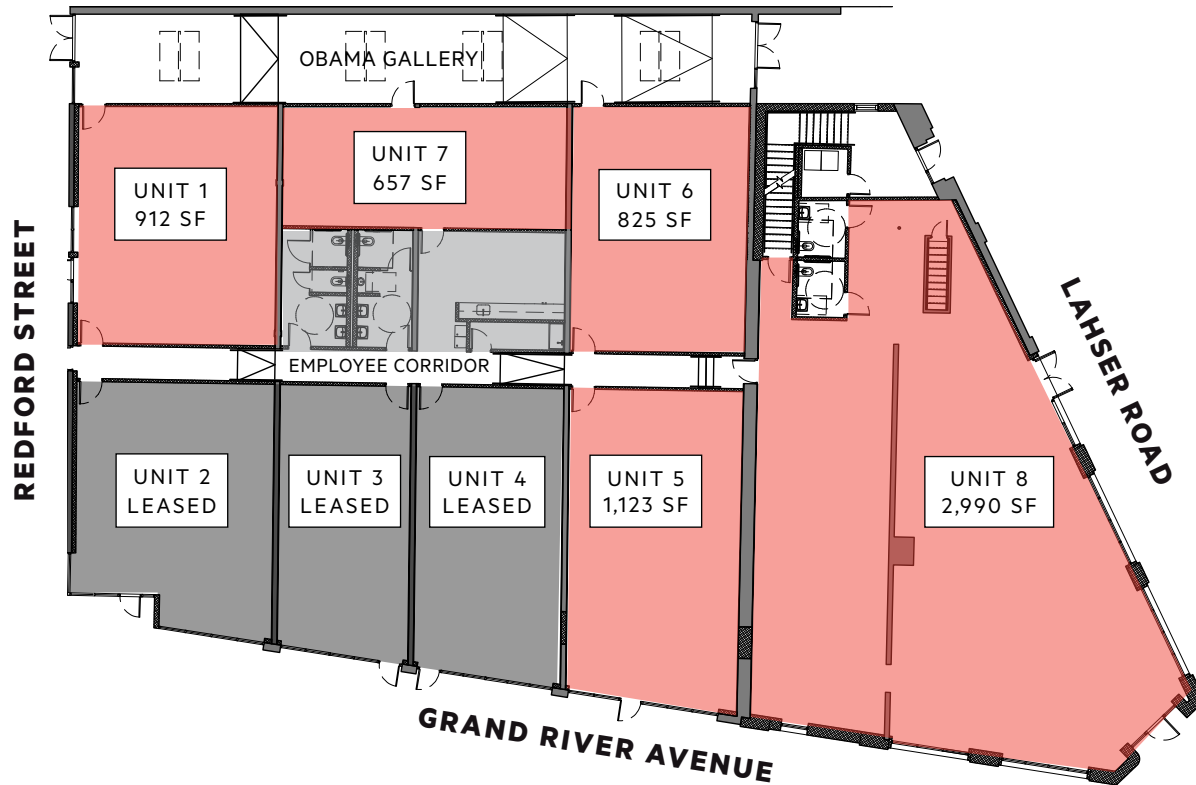 OBAMA GALLERY
UNIT 7
657 SF
UNIT 1
912 SF
UNIT 6
825 SF
REDFORD STREET
LAHSER ROAD
EMPLOYEE CORRIDOR
UNIT 2
LEASED
UNIT 3
LEASED
UNIT 4
LEASED
UNIT 5
1,123 SF
UNIT 8
2,990 SF
GRAND RIVER AVENUE